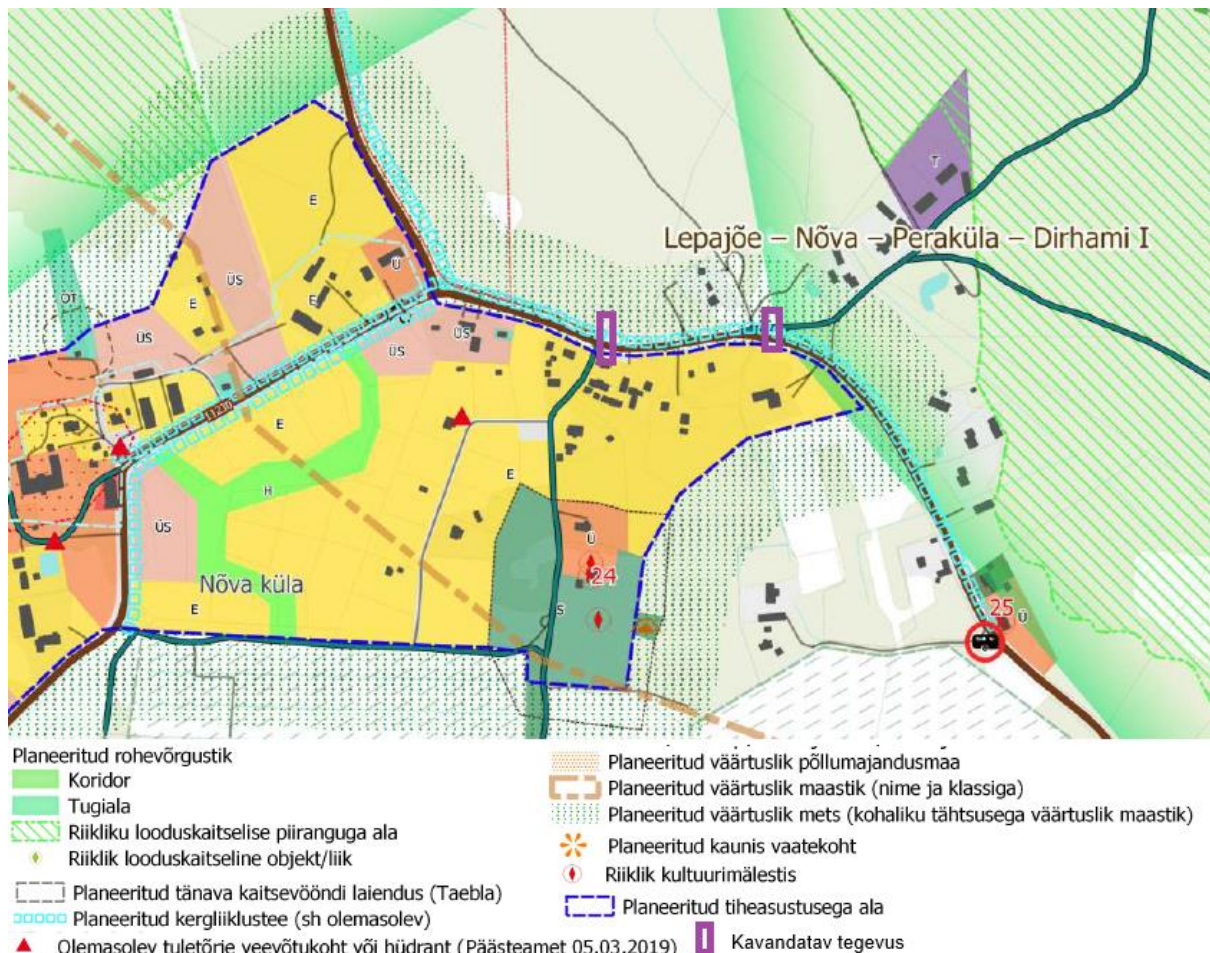 T
Lepajõe – Nõva – Peraküla – Dirhami I
E
ÜS
Ü
OT
E
E
ÜS
ÜS
ÜS
11230
E
H
E
ÜS
Ü
24
Nõva küla
S
E
25
Ü
Planeeritud rohevõrgustik
Koridor
Tugiala
Riikliku looduskaitselise piiranguga ala
Riiklik looduskaitseline objekt/liik
Planeeritud tänava kaitsevööndi laiendus (Taebla)
Planeeritud kergliiklustee (sh olemasolev)
Olemasolev tuletõrje veevõtukoht või hüdrant (Päästeamet 05.03.2019)
Planeeritud väärtuslik põllumajandusmaa
Planeeritud väärtuslik maastik (nime ja klassiga)
Planeeritud väärtuslik mets (kohaliku tähtsusega väärtuslik maastik)
Planeeritud kaunis vaatekoht
Riiklik kultuurimälestis
Planeeritud tiheasustusega ala
Kavandatav tegevus